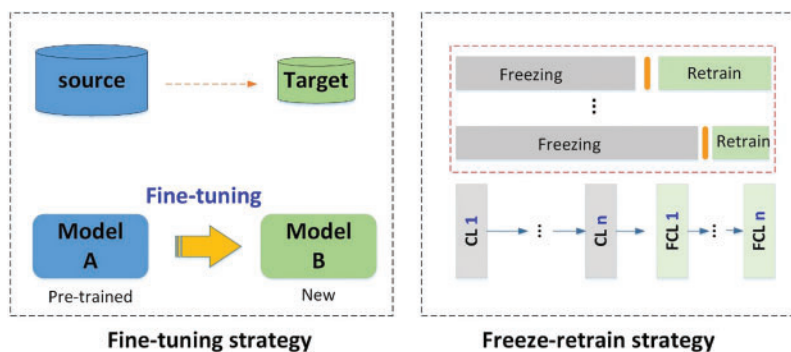 source
Target
Fine-tuning
Model
A
Model
B
Pre-trained
New
Fine-tuning strategy
Freezing
Retrain
⋮
Freezing
Retrain
CL 1
⋮
CL n
FCL 1
⋮
FCL n
Freeze-retrain strategy